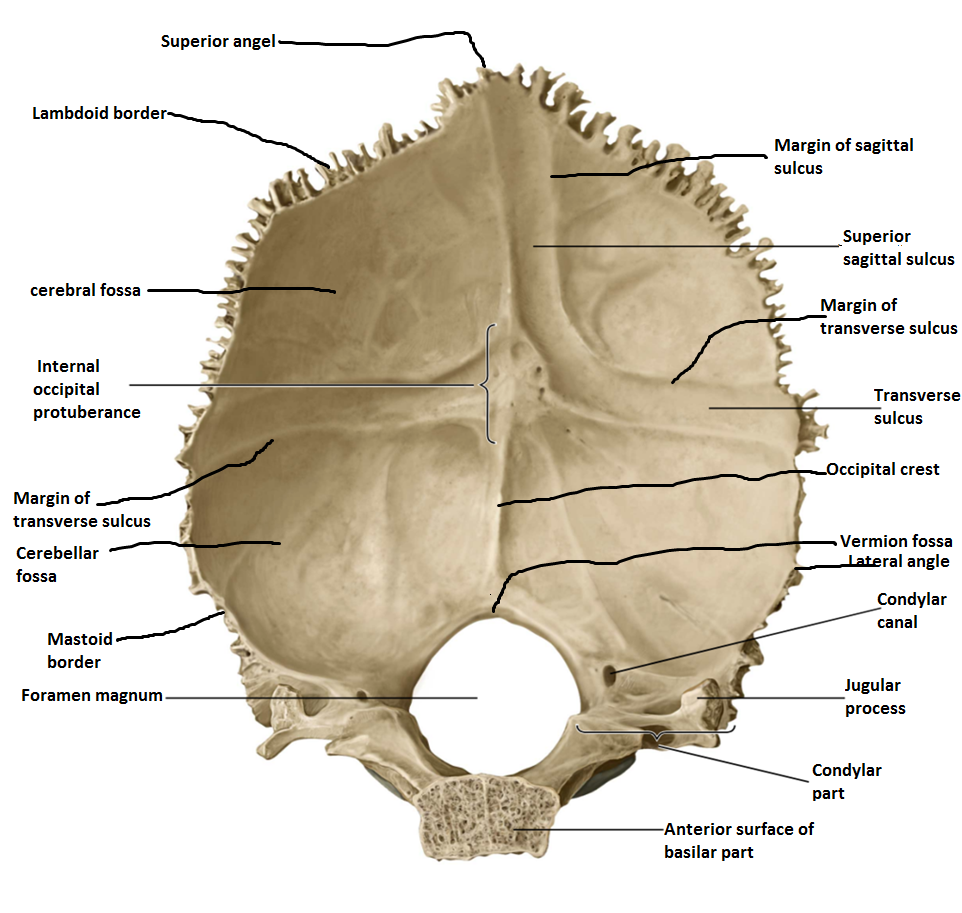 Superior angel
Lambdoid border
cerebral fossa
Internal
occipital
protuberance
Margin of
transverse sulcus
Cerebellar
fossa
Mastoid
border
Foramen magnum
Margin of sagittal
sulcus
Superior
sagittal sulcus
Margin of
transverse sulcus
Transverse
sulcus
Occipital crest
Vermion fossa
Lateral angle
Condylar
canal
Jugular
process
Condylar
part
Anterior surface of
basilar part